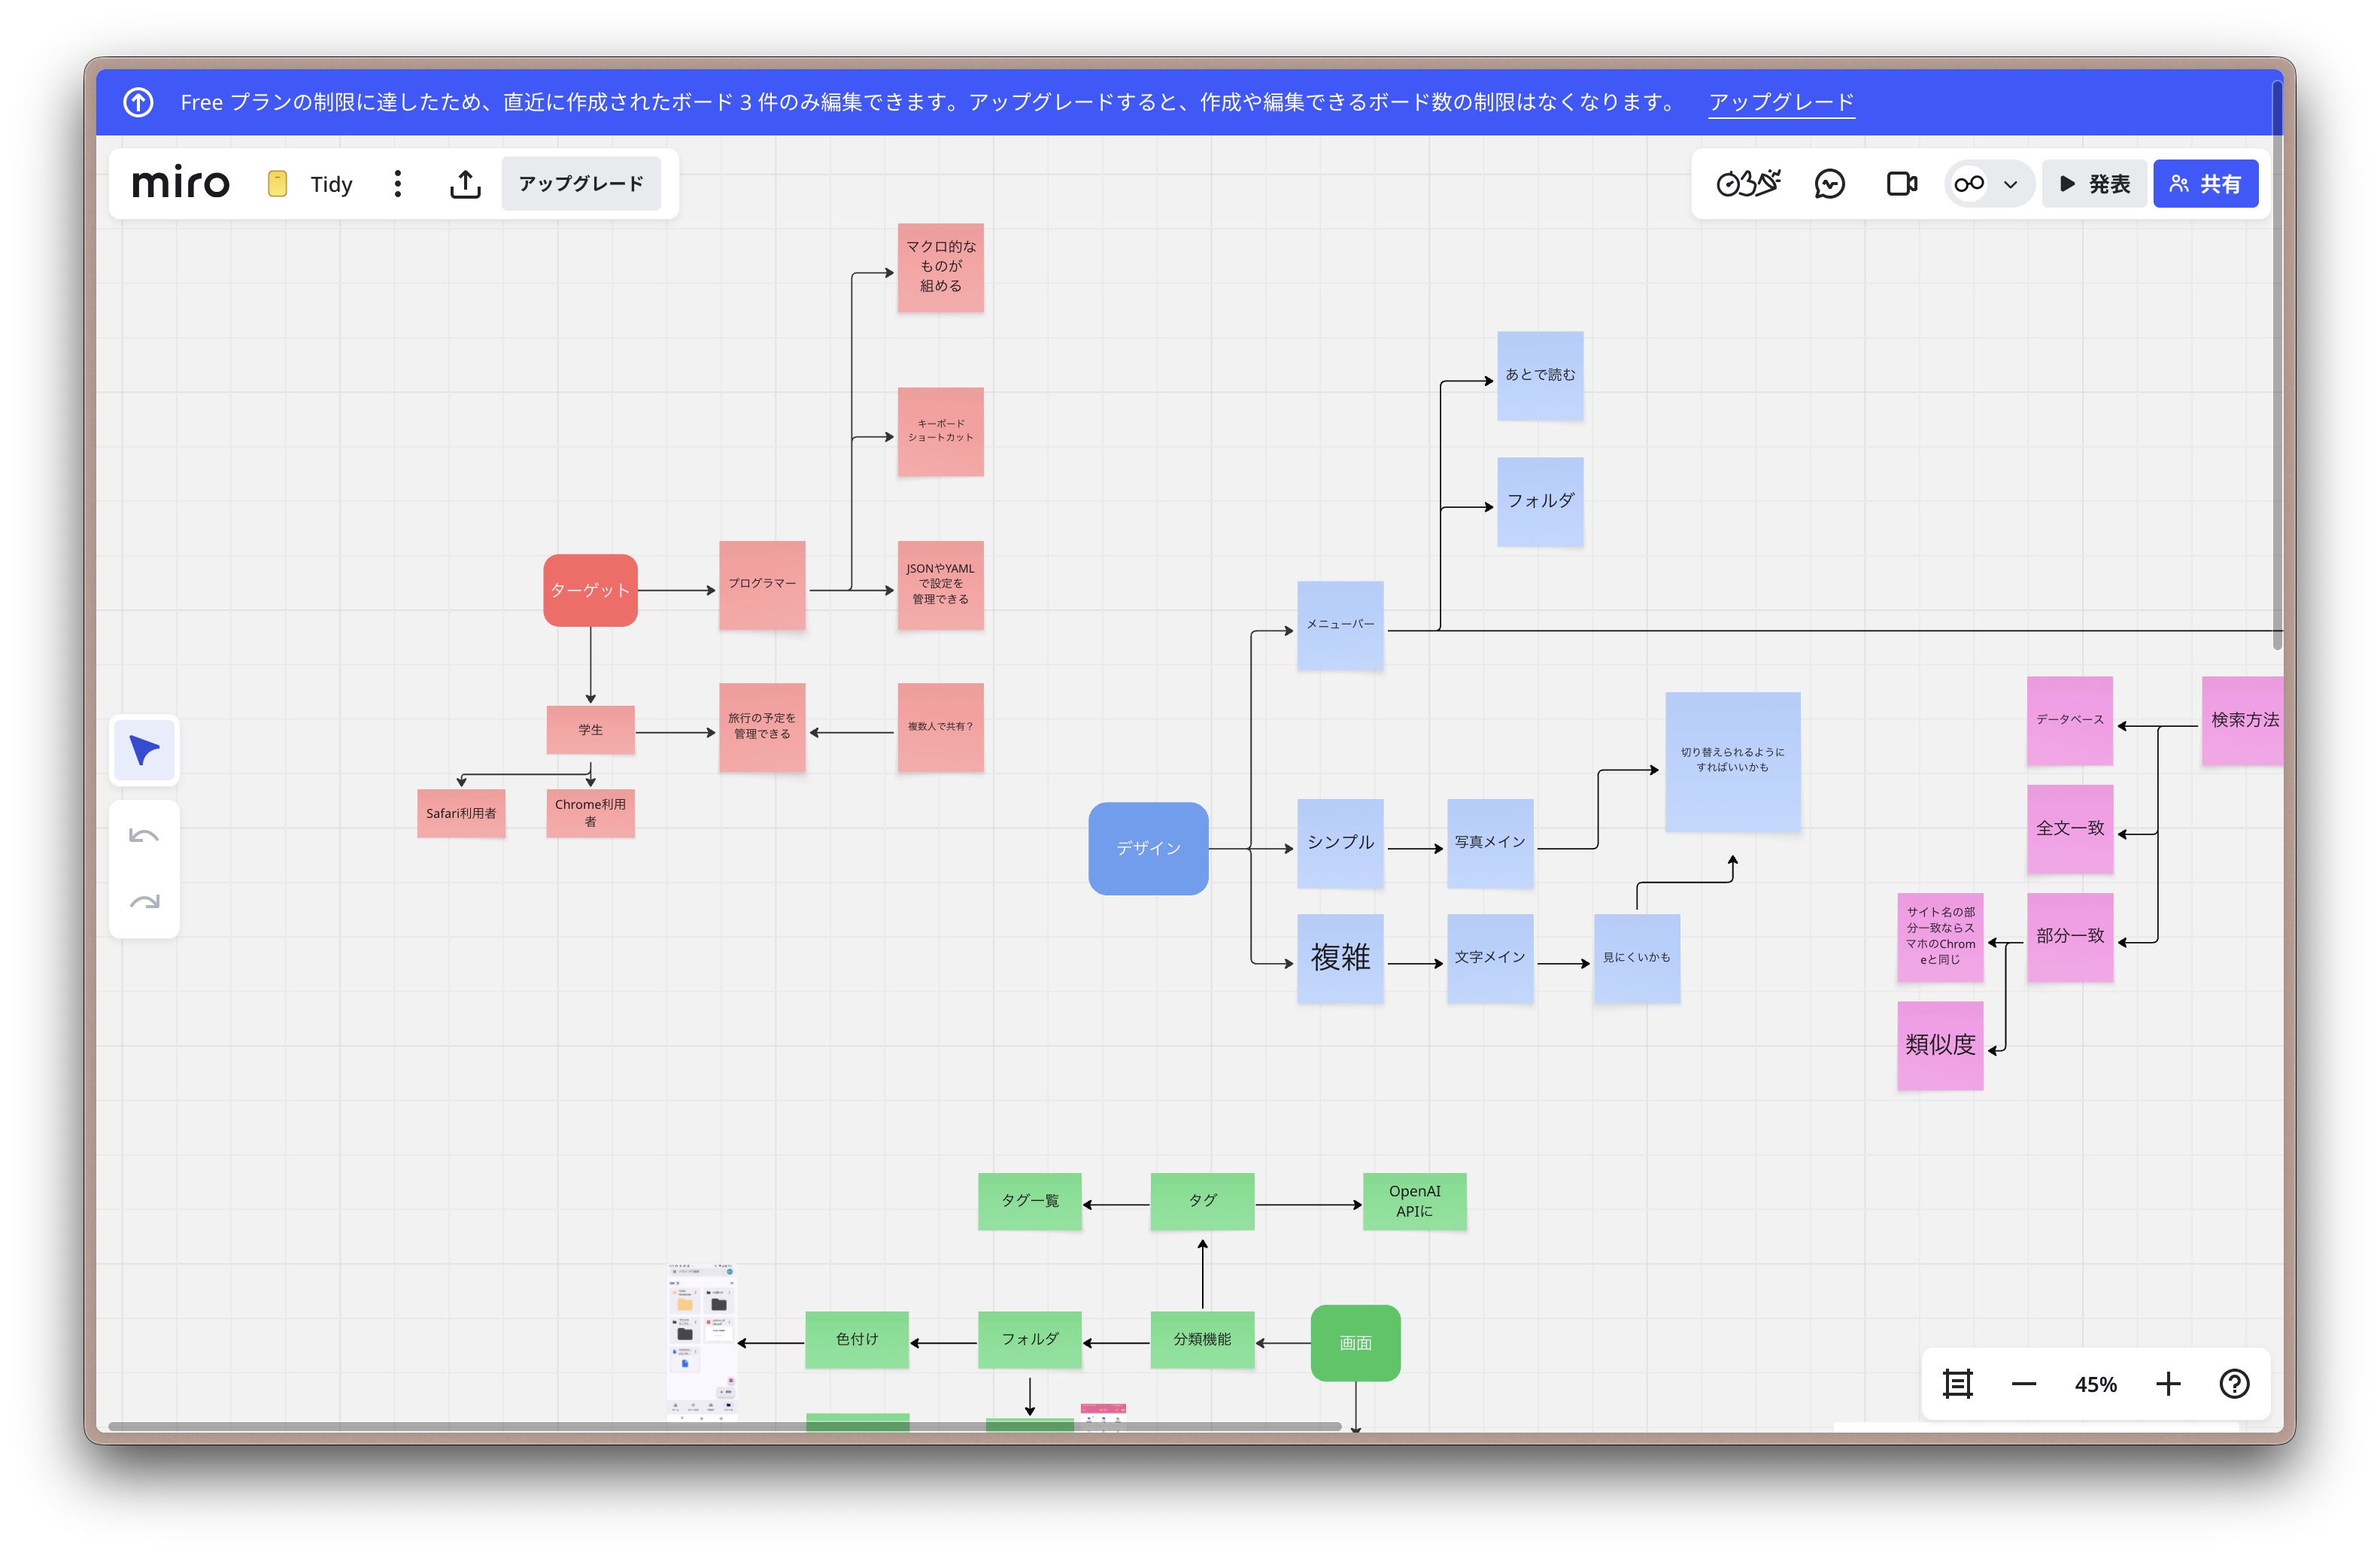 Free プランの制限に達したため、直近に作成されたボード 3 件のみ編集できます。アップグレードすると、作成や編集できるボード数の制限はなくなります。 アップグレード
miro
Tidy
アップグレード
発表
共有
マクロ的な
ものが
組める
キーボード
ショートカット
ターゲット
プログラマー
JSONやYAML
で設定を
管理できる
学生
旅行の予定を
管理できる
複数人で共有？
Safari利用者
Chrome利用
者
あとで読む
フォルダ
メニューバー
デザイン
シンプル
写真メイン
切り替えられるように
すればいいかも
複雑
文字メイン
見にくいかも
データベース
検索方法
全文一致
部分一致
サイト名の部
分一致ならス
マホのChrom
eと同じ
類似度
タグ一覧
タグ
OpenAI
APIに
色付け
フォルダ
分類機能
画面
45%